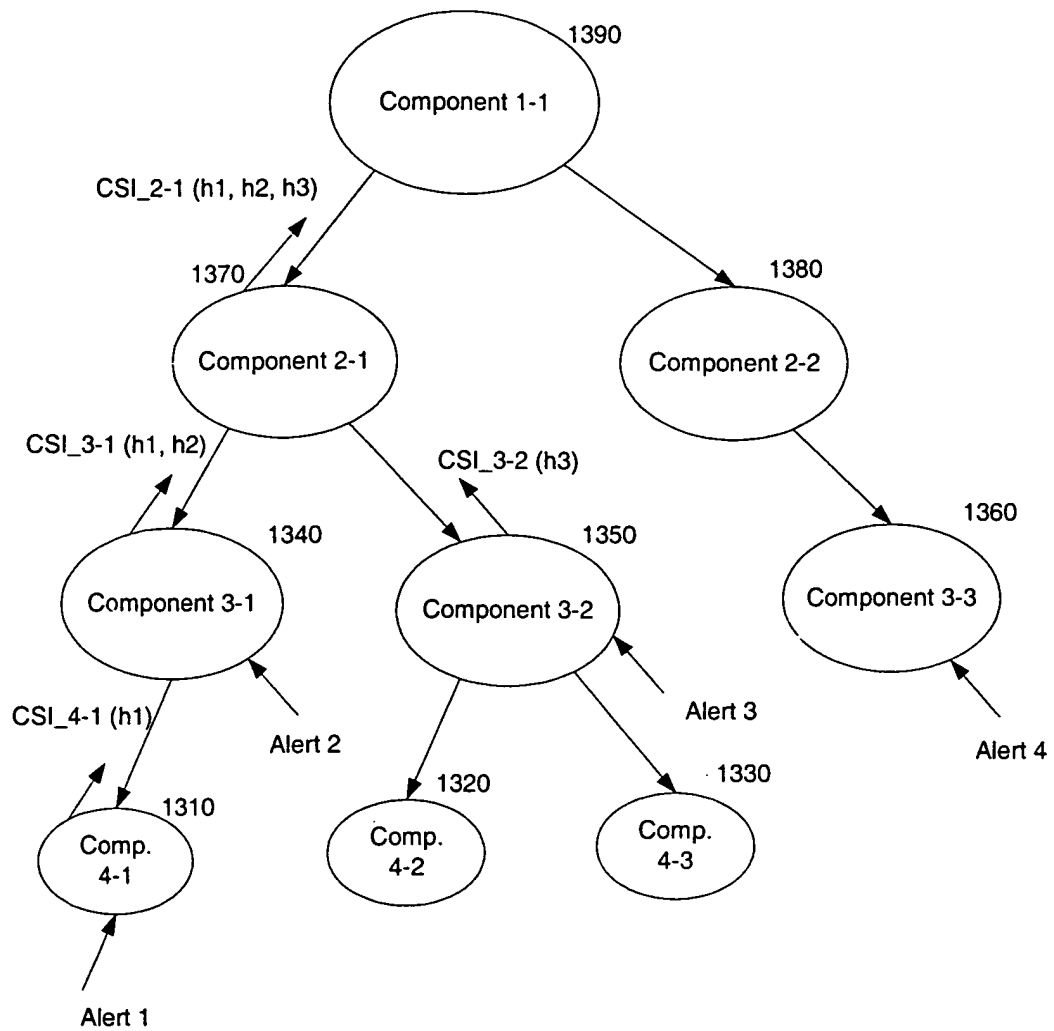 1390
Component 1-1
CSI_2-1 (h1, h2, h3)
1370
1380
Component 2-1
Component 2-2
CSI_3-1 (h1, h2)
CSI_3-2 (h3)
1340
1350
1360
Component 3-1
Component 3-2
Component 3-3
CSI_4-1 (h1)
Alert 2
Alert 3
Alert 4
1310
1320
1330
Comp.
4-1
Comp.
4-2
Comp.
4-3
Alert 1